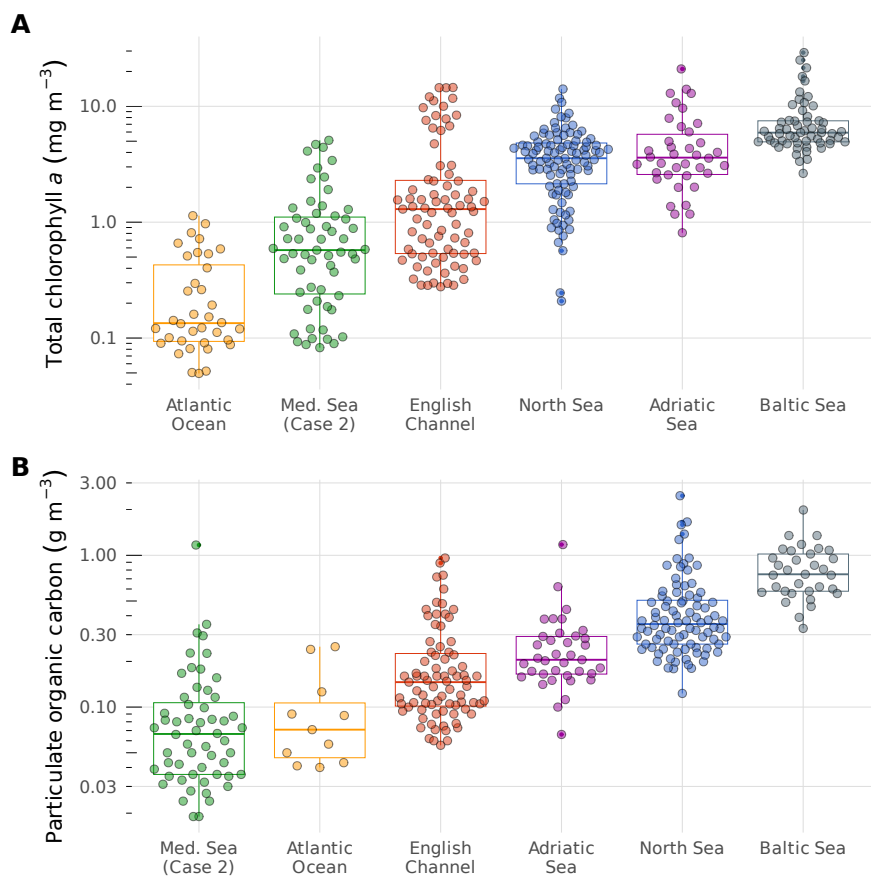 A
Total chlorophyll a (mg m⁻³)
10.0
1.0
0.1
Atlantic Ocean
Med. Sea (Case 2)
English Channel
North Sea
Adriatic Sea
Baltic Sea
B
Particulate organic carbon (g m⁻³)
3.00
1.00
0.30
0.10
0.03
Med. Sea (Case 2)
Atlantic Ocean
English Channel
Adriatic Sea
North Sea
Baltic Sea